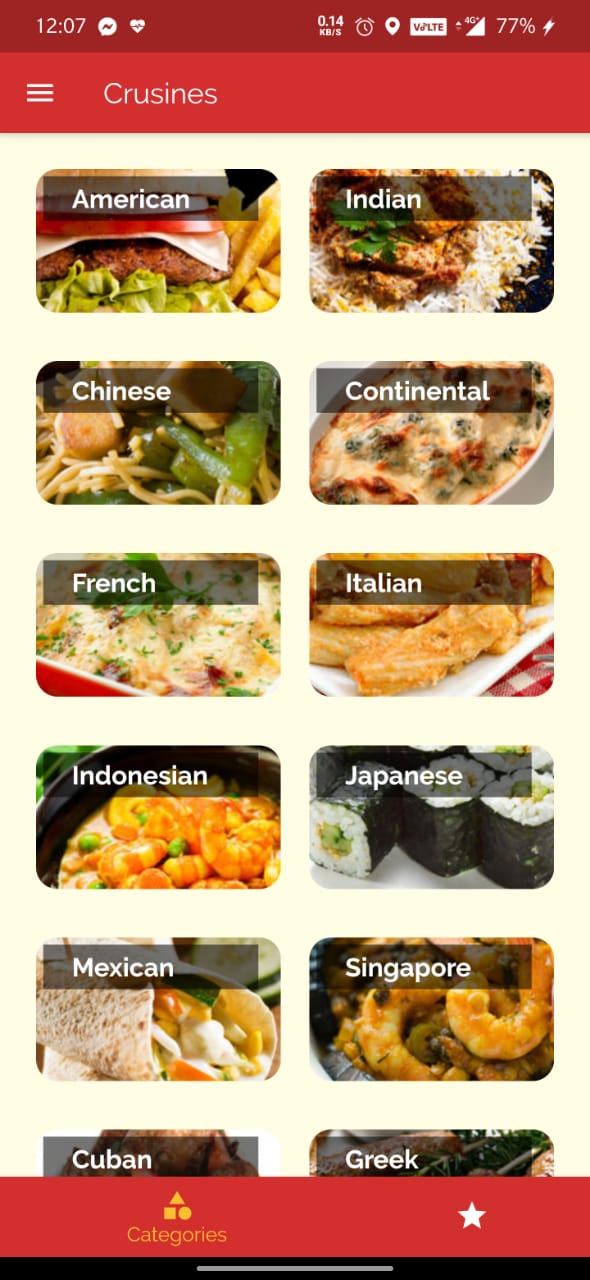 12:07 0.14 KB/S VoLTE 4G+ 77%
Crusines
American Indian
Chinese Continental
French Italian
Indonesian Japanese
Mexican Singapore
Cuban Greek
Categories